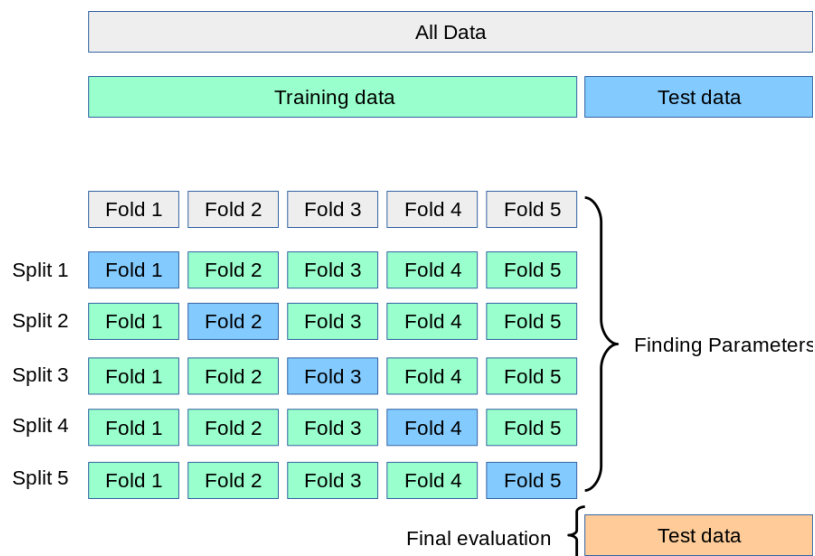 All Data
Training data Test data
Fold 1 Fold 2 Fold 3 Fold 4 Fold 5
Split 1 Fold 1 Fold 2 Fold 3 Fold 4 Fold 5
Split 2 Fold 1 Fold 2 Fold 3 Fold 4 Fold 5
Finding Parameters
Split 3 Fold 1 Fold 2 Fold 3 Fold 4 Fold 5
Split 4 Fold 1 Fold 2 Fold 3 Fold 4 Fold 5
Split 5 Fold 1 Fold 2 Fold 3 Fold 4 Fold 5
Final evaluation Test data